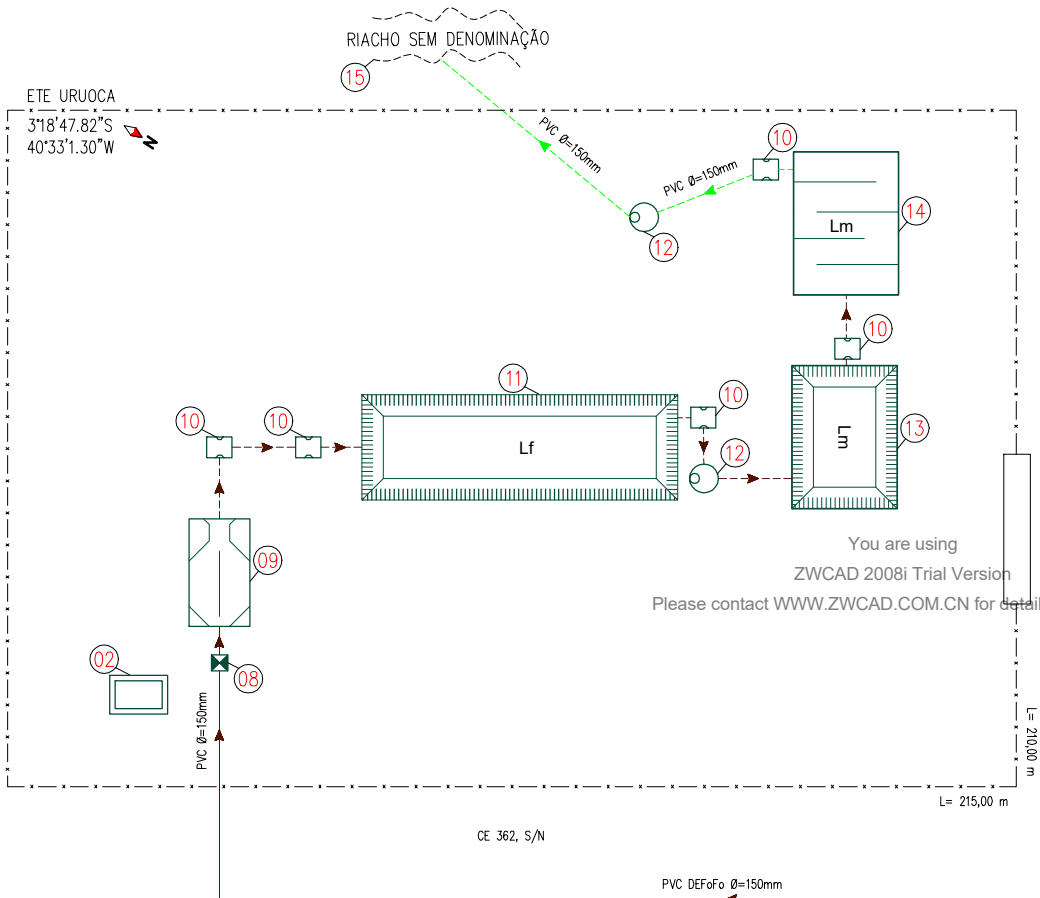 RIACHO SEM DENOMINAÇÃO
15
ETE URUOCA
3°18'47.82"S
40°33'1.30"W
N
PVC Ø=150mm
PVC Ø=150mm
10
12
Lm
14
10
11
10
10
10
Lf
12
Lm
13
09
You are using
ZWCAD 2008i Trial Version
Please contact WWW.ZWCAD.COM.CN for detail
02
08
PVC Ø=150mm
L= 210,00 m
L= 215,00 m
CE 362, S/N
PVC DEFoFo Ø=150mm